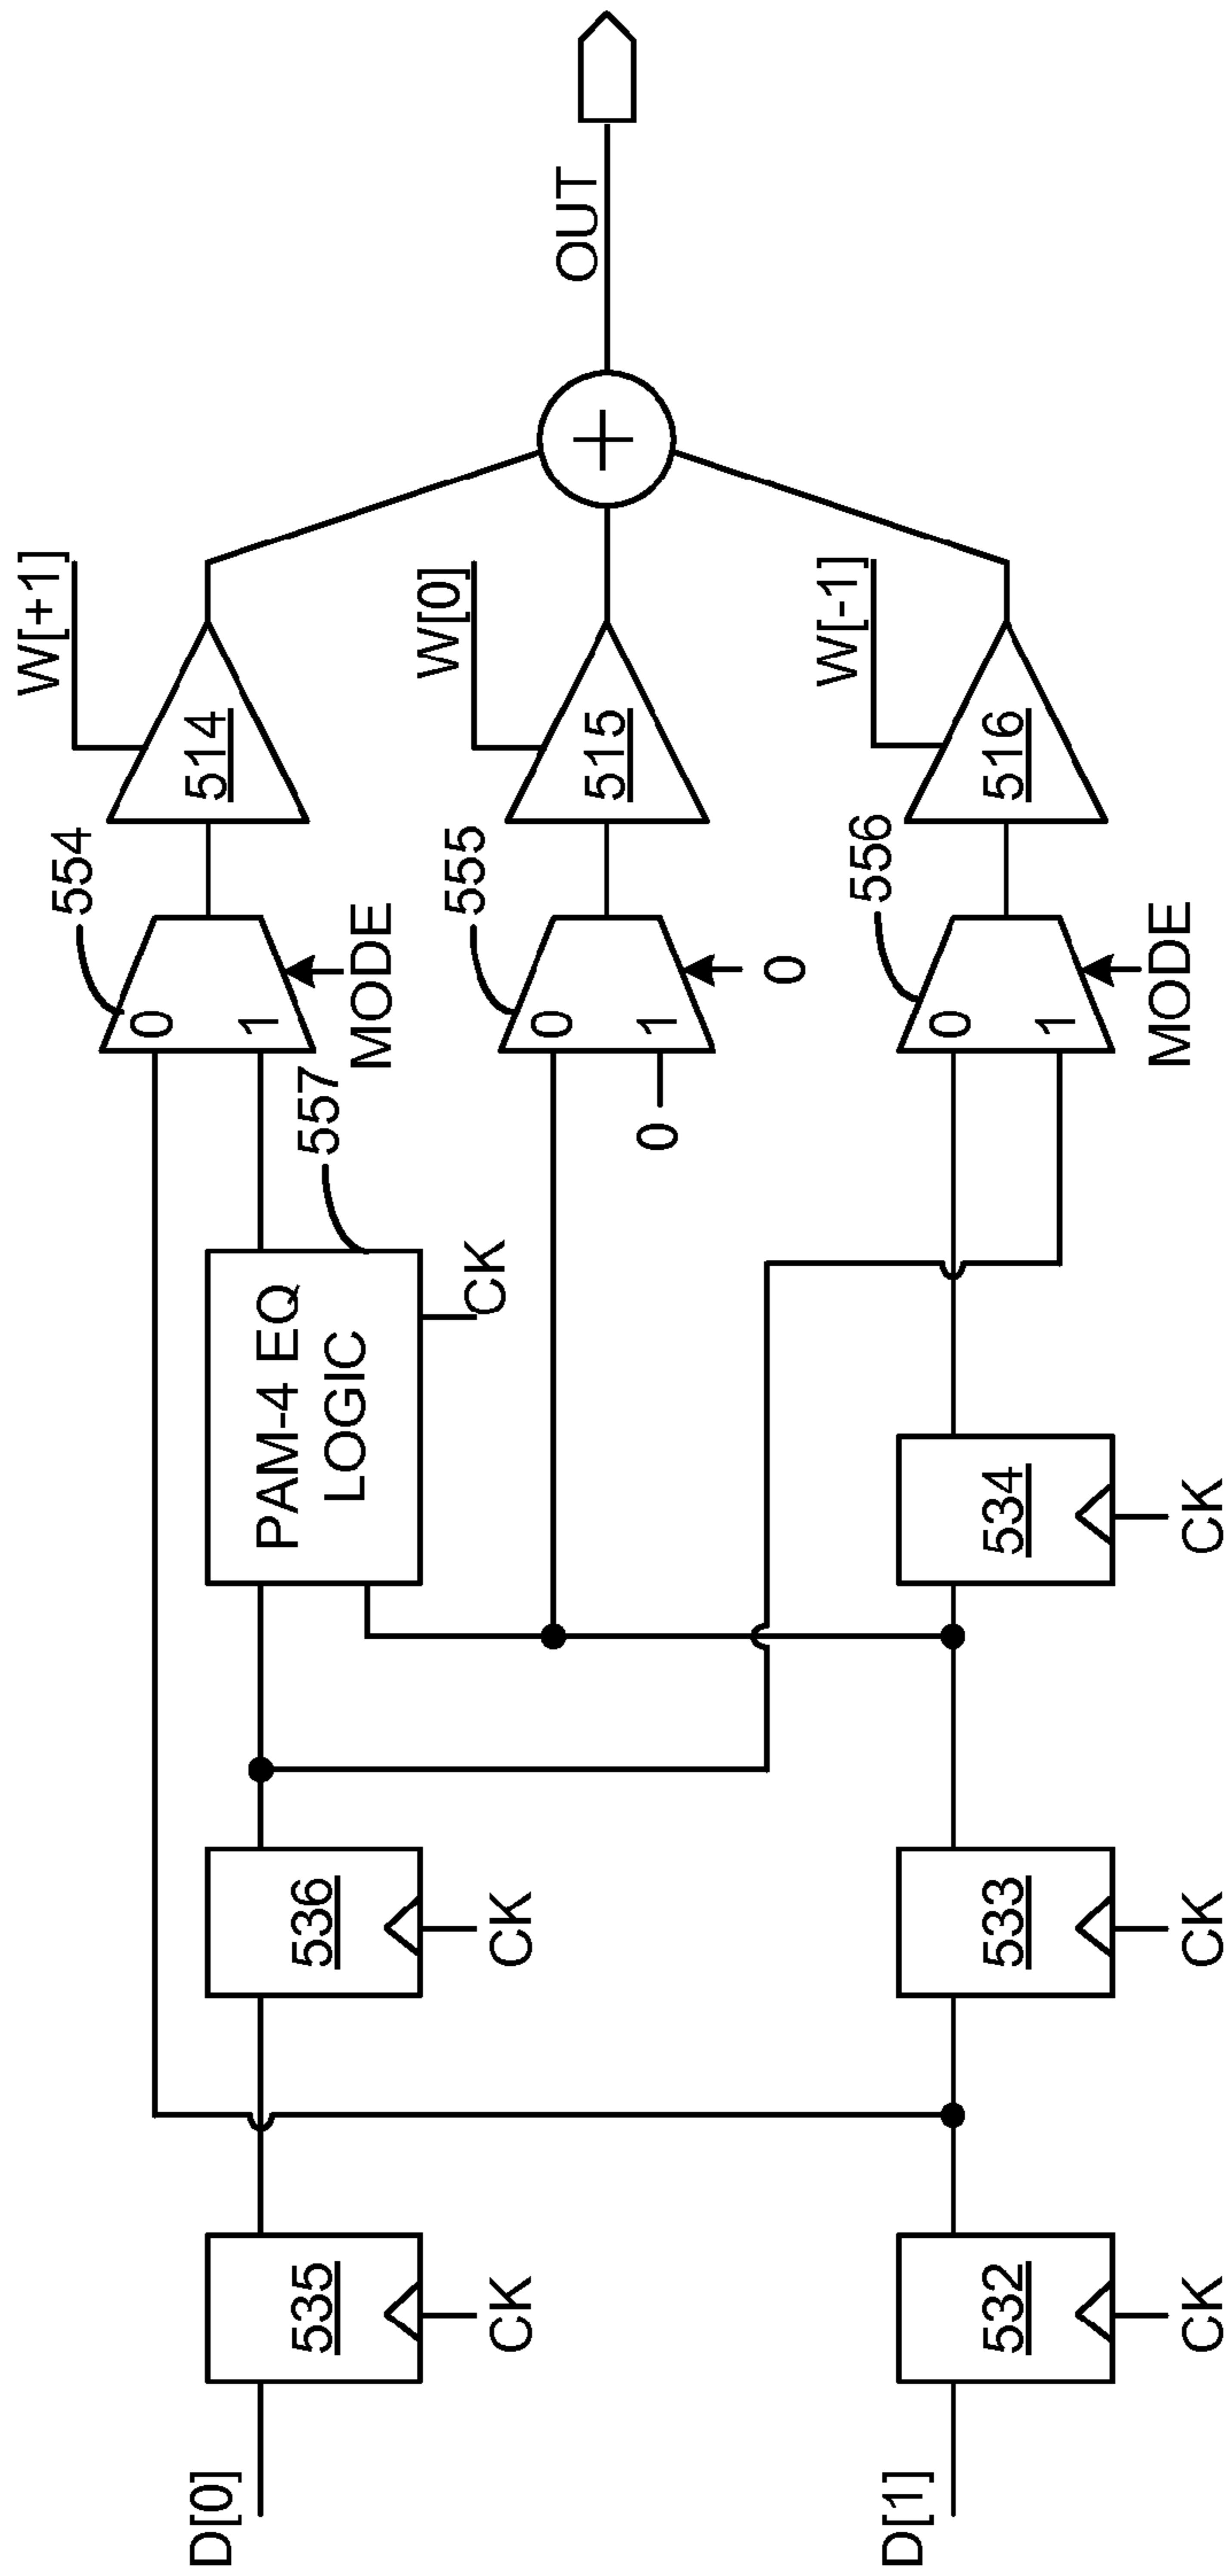 D[0]
535
CK
536
CK
PAM-4 EQ
LOGIC
CK
557
0
1
554
MODE
514
W[+1]
0
0
1
555
0
515
W[0]
OUT
+
D[1]
532
CK
533
CK
534
CK
0
1
556
MODE
516
W[-1]